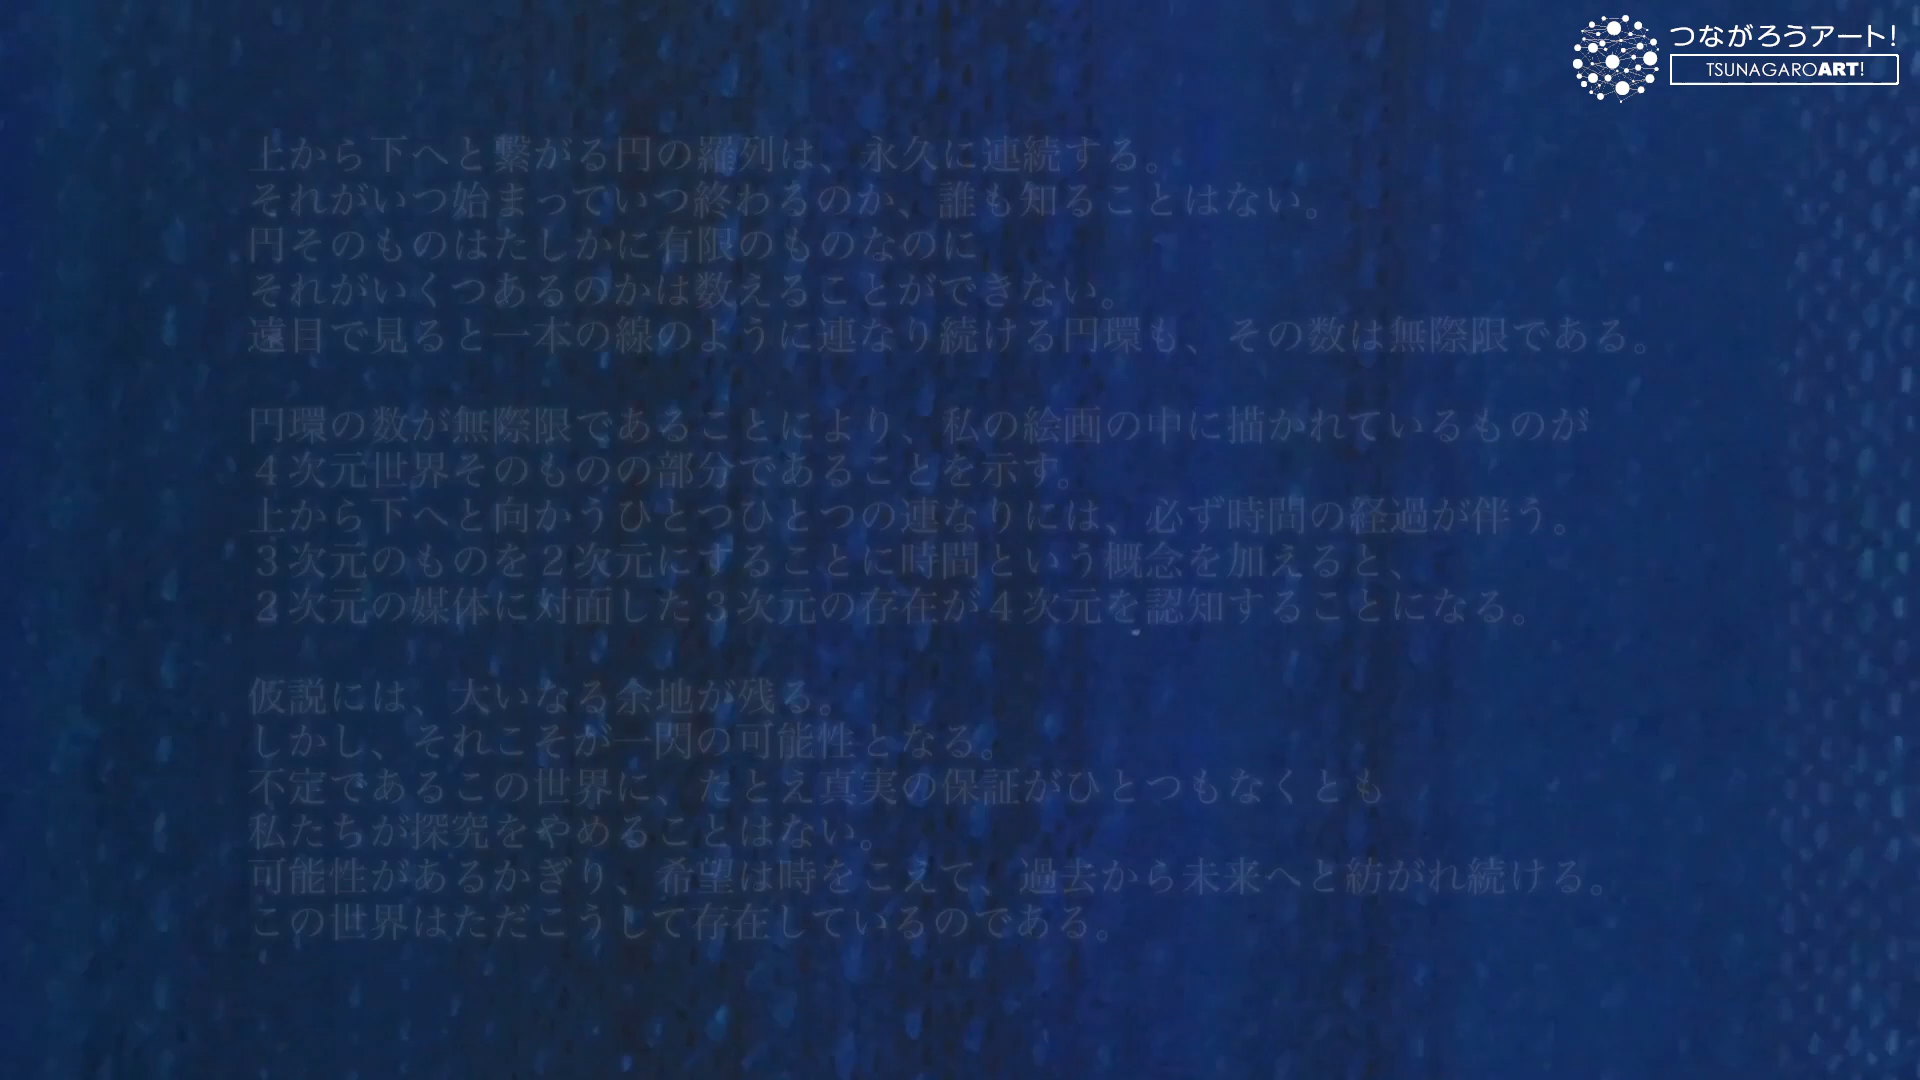 つながろうアート!
TSUNAGAROART!
上から下へと繋がる円の羅列は、永久に連続する。
それがいつ始まっていつ終わるのか、誰も知ることはない。
円そのものはたしかに有限のものなのに
それがいくつあるのかは数えることができない。
遠目で見ると一本の線のように連なり続ける円環も、その数は無際限である。
円環の数が無際限であることにより、私の絵画の中に描かれているものが
４次元世界そのものの部分であることを示す。
上から下へと向かうひとつひとつの連なりには、必ず時間の経過が伴う。
３次元のものを２次元にすることに時間という概念を加えると、
２次元の媒体に対面した３次元の存在が４次元を認知することになる。
仮説には、大いなる余地が残る。
しかし、それこそが一閃の可能性となる。
不定であるこの世界に、たとえ真実の保証がひとつもなくとも
私たちが探究をやめることはない。
可能性があるかぎり、希望は時をこえて、過去から未来へと紡がれ続ける。
この世界はただこうして存在しているのである。